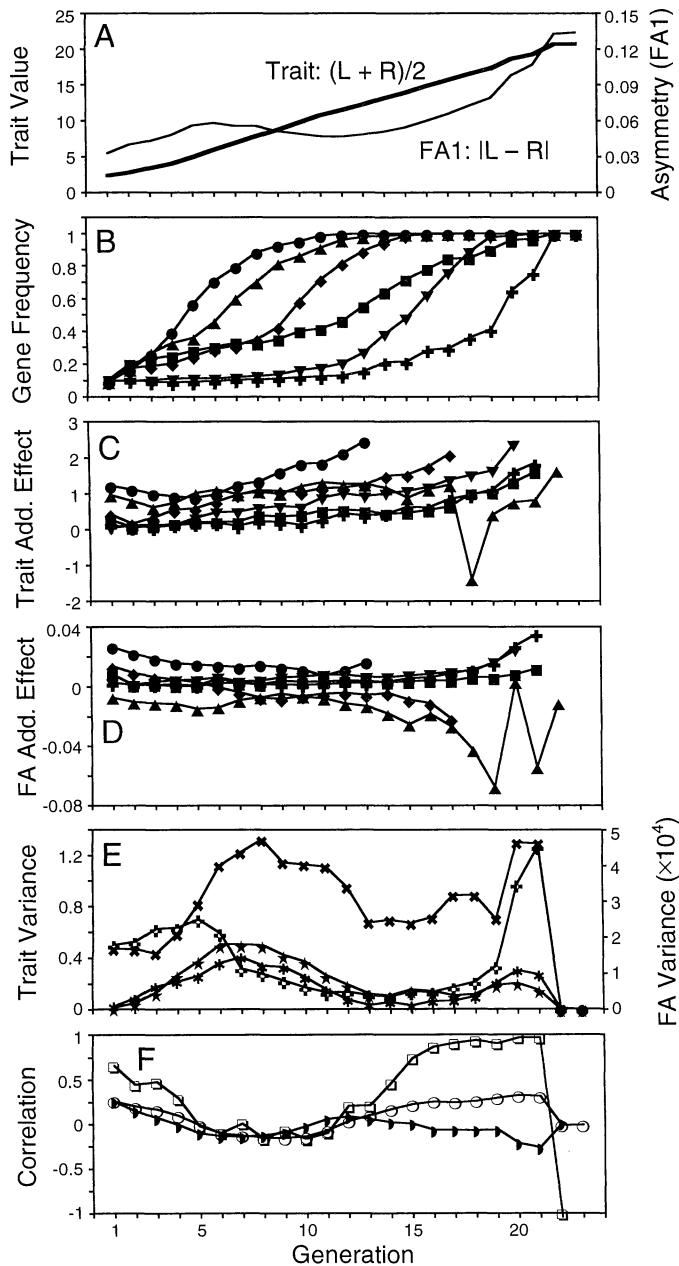 A
25
20
15
10
5
0
Trait Value
Trait: (L + R)/2
FA1: |L – R|
0.15
0.12
0.09
0.06
0.03
0
Asymmetry (FA1)
B
1
0.8
0.6
0.4
0.2
0
Gene Frequency
C
3
2
1
0
-1
-2
Trait Add. Effect
D
0.04
0
-0.04
-0.08
FA Add. Effect
E
1.2
0.8
0.4
0
Trait Variance
5
4
3
2
1
0
FA Variance (×10⁴)
F
1
0.5
0
-0.5
-1
Correlation
1 5 10 15 20
Generation